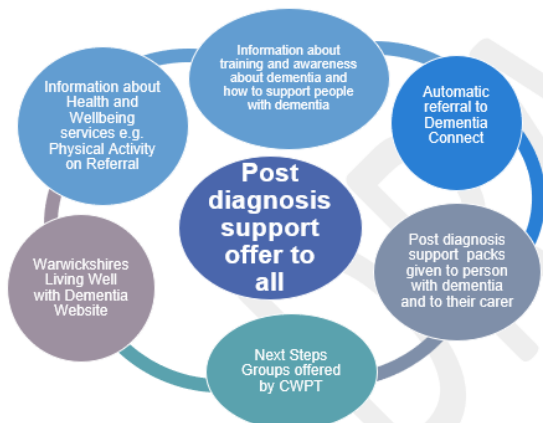 Information about
training and awareness
about dementia and
how to support people
with dementia
Automatic
referral to
Dementia
Connect
Post diagnosis
support packs
given to person
with dementia
and to their carer
Next Steps
Groups offered
by CWPT
Warwickshires
Living Well
with Dementia
Website
Information about
Health and
Wellbeing
services e.g.
Physical Activity
on Referral
Post
diagnosis
support
offer to
all